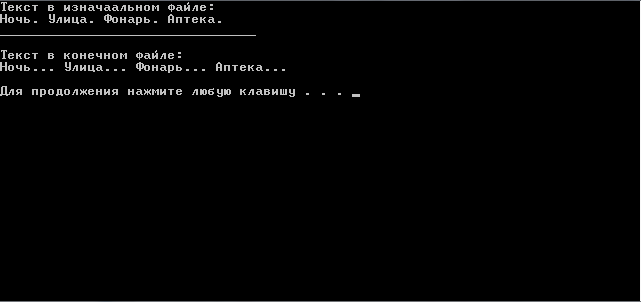 Текст в изначаальном файле:
Ночь. Улица. Фонарь. Аптека.
________________________________
Текст в конечном файле:
Ночь... Улица... Фонарь... Аптека...
Для продолжения нажмите любую клавишу . . . _